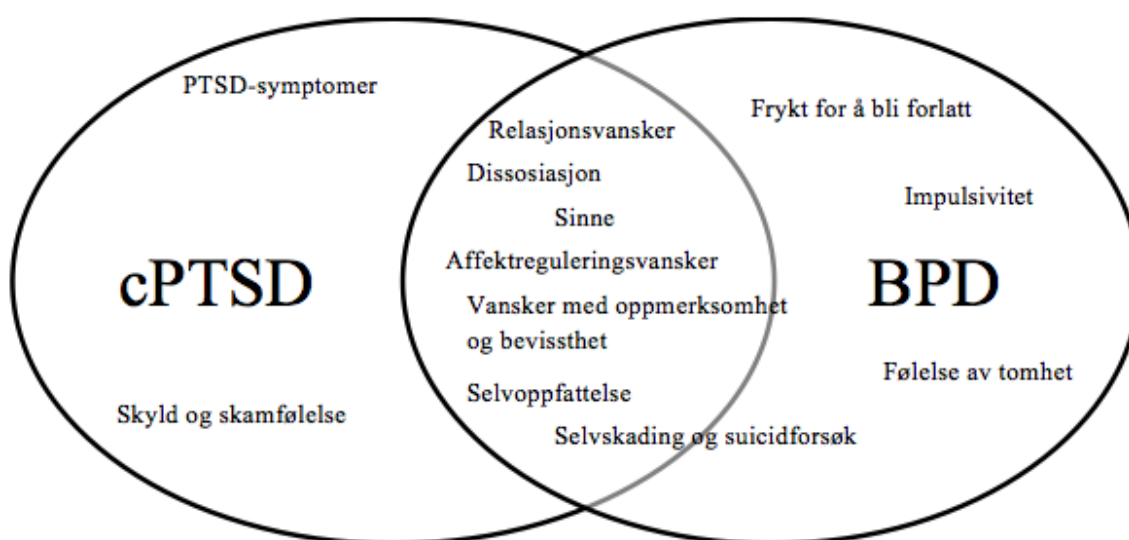 PTSD-symptomer
Skyld og skamfølelse
cPTSD
Relasjonsvansker
Dissosiasjon
Sinne
Affektreguleringsvansker
Vansker med oppmerksomhet
og bevissthet
Selvoppfattelse
Selvskading og suicidforsøk
Frykt for å bli forlatt
Impulsivitet
BPD
Følelse av tomhet